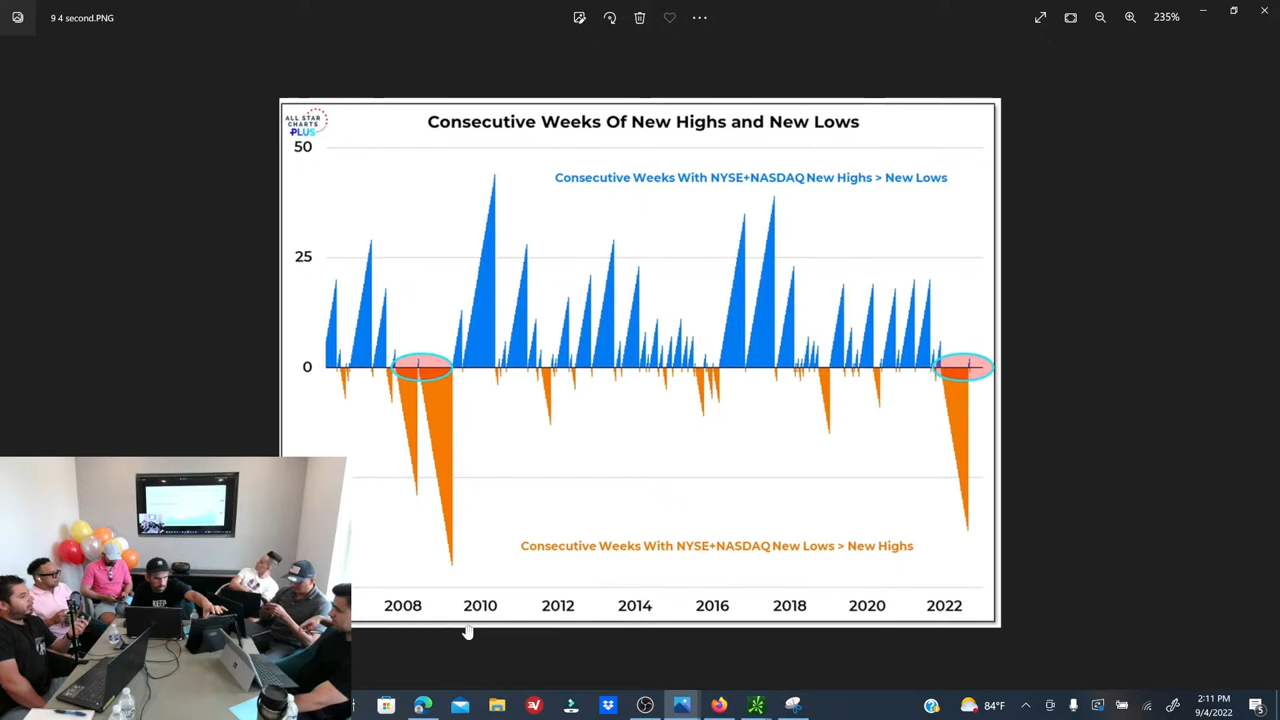 9 4 second.PNG
235%
ALL STAR
CHARTS
PLUS
Consecutive Weeks Of New Highs and New Lows
50
Consecutive Weeks With NYSE+NASDAQ New Highs > New Lows
25
0
Consecutive Weeks With NYSE+NASDAQ New Lows > New Highs
2008 2010 2012 2014 2016 2018 2020 2022
KEEP
84°F
2:11 PM
9/4/2022
5